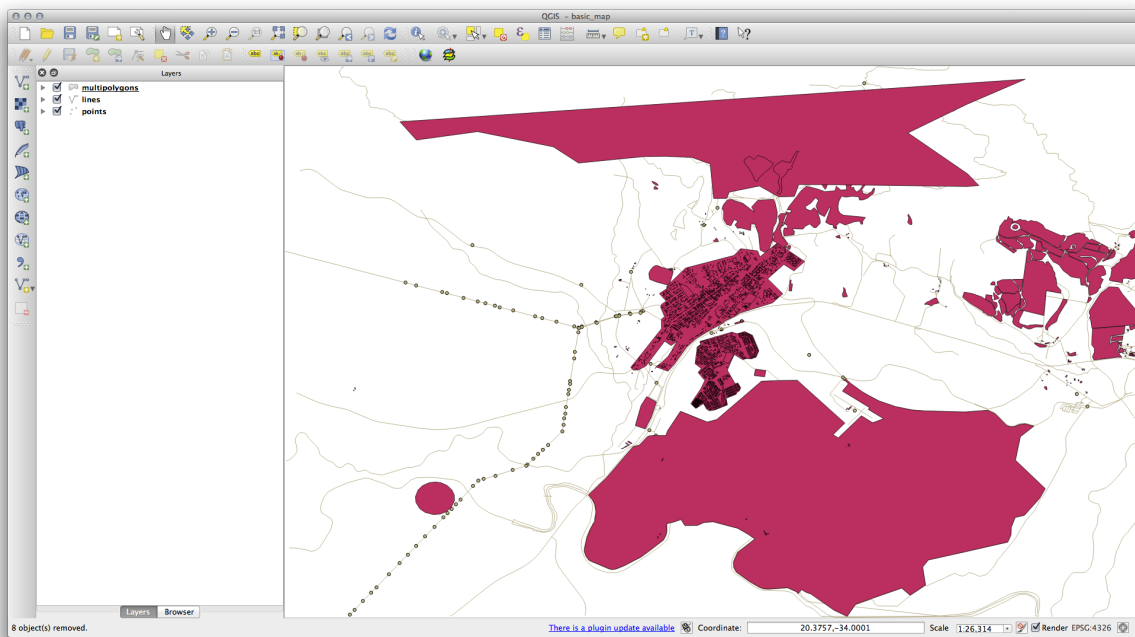 QGIS - basic_map
Layers
multipolygons
lines
points
Layers Browser
8 object(s) removed. There is a plugin update available Coordinate: 20.3757,-34.0001 Scale 1:26,314 Render EPSG:4326